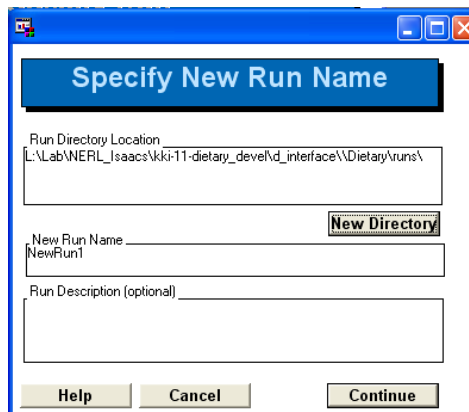 Specify New Run Name
Run Directory Location
L:\Lab\NERL_Isaacs\kki-11-dietary_devel\d_interface\\Dietary\runs\
New Directory
New Run Name
NewRun1
Run Description (optional)
Help Cancel Continue